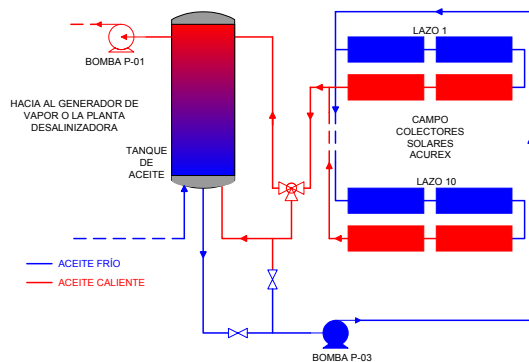 BOMBA P-01
LAZO 1
HACIA AL GENERADOR DE
VAPOR O LA PLANTA
DESALINIZADORA
TANQUE
DE
ACEITE
CAMPO
COLECTORES
SOLARES
ACUREX
LAZO 10
ACEITE FRÍO
ACEITE CALIENTE
BOMBA P-03